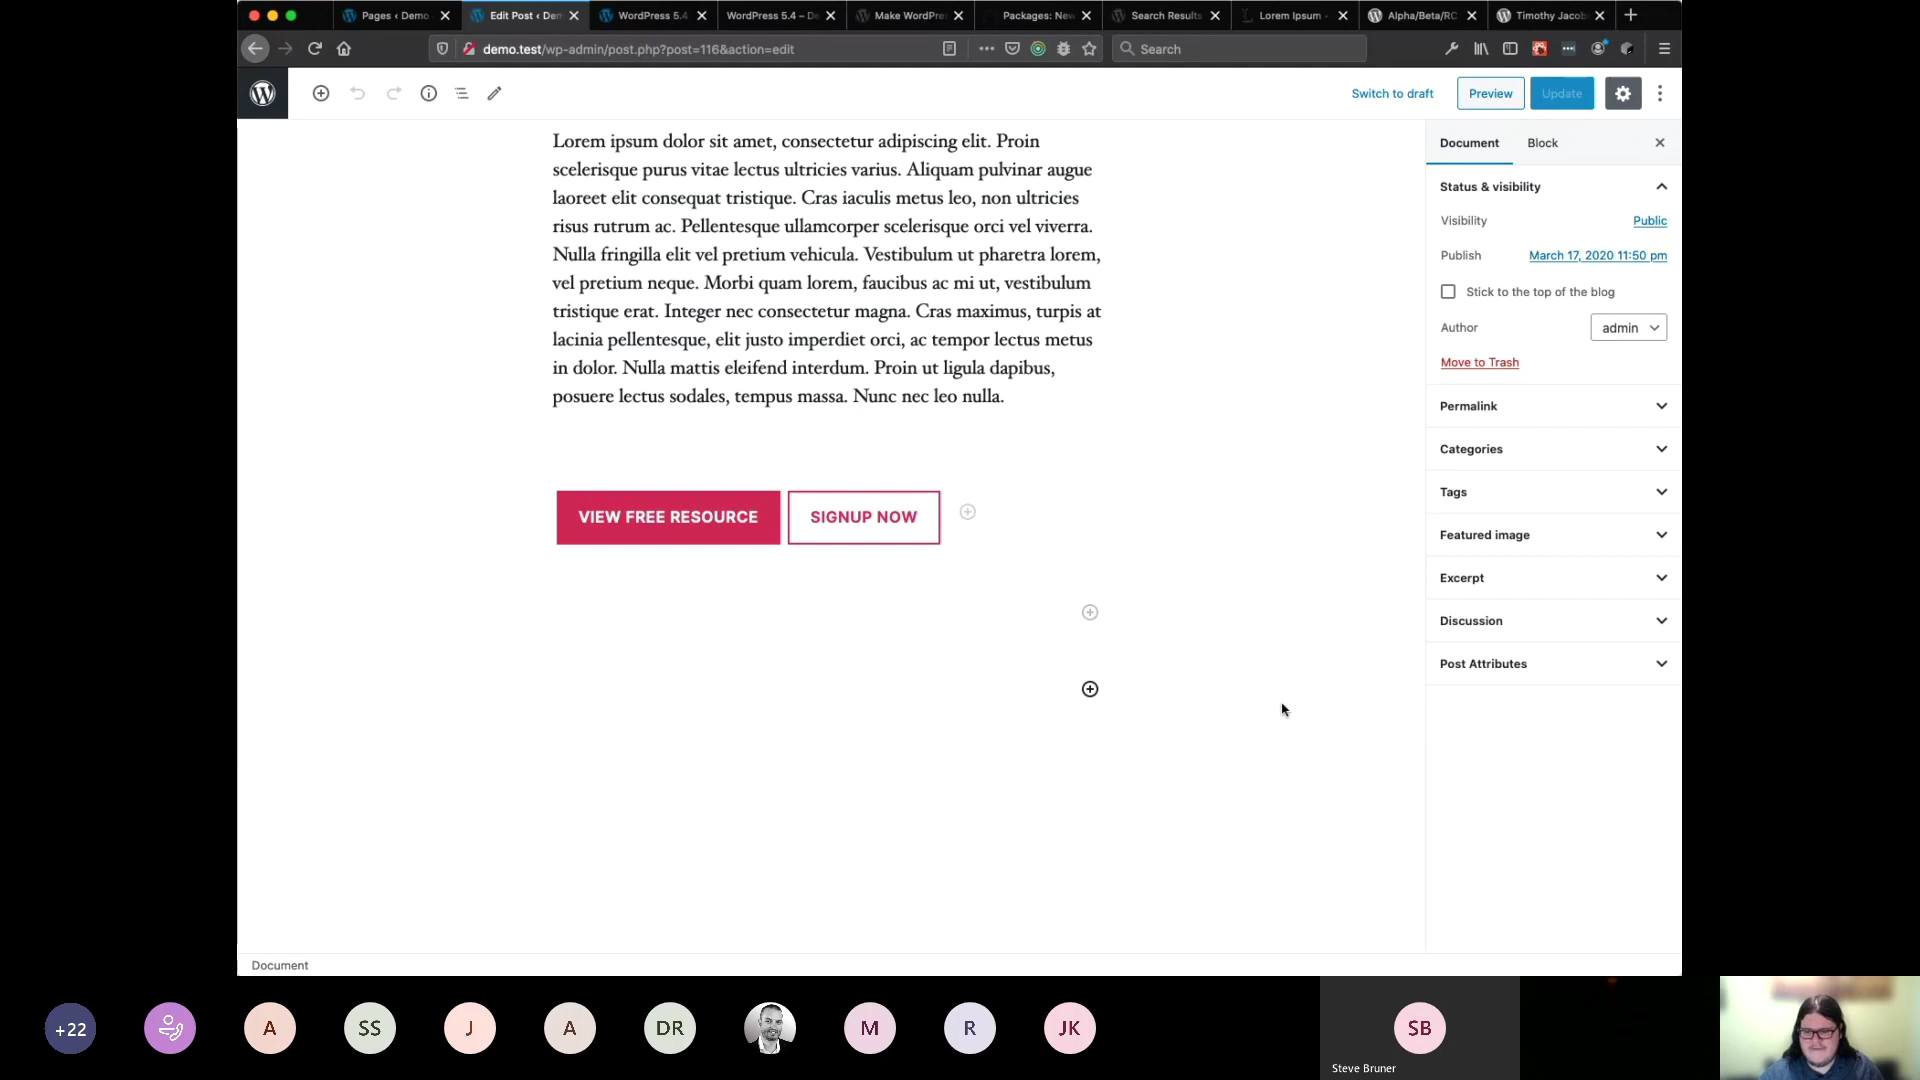 Pages ‹ Demo
Edit Post ‹ Den
WordPress 5.4
WordPress 5.4 – De
Make WordPre
Packages: New
Search Results
Lorem Ipsum -
Alpha/Beta/RC
Timothy Jacob
demo.test/wp-admin/post.php?post=116&action=edit
Search
Switch to draft
Preview
Update
Lorem ipsum dolor sit amet, consectetur adipiscing elit. Proin
scelerisque purus vitae lectus ultricies varius. Aliquam pulvinar augue
laoreet elit consequat tristique. Cras iaculis metus leo, non ultricies
risus rutrum ac. Pellentesque ullamcorper scelerisque orci vel viverra.
Nulla fringilla elit vel pretium vehicula. Vestibulum ut pharetra lorem,
vel pretium neque. Morbi quam lorem, faucibus ac mi ut, vestibulum
tristique erat. Integer nec consectetur magna. Cras maximus, turpis at
lacinia pellentesque, elit justo imperdiet orci, ac tempor lectus metus
in dolor. Nulla mattis eleifend interdum. Proin ut ligula dapibus,
posuere lectus sodales, tempus massa. Nunc nec leo nulla.
VIEW FREE RESOURCE
SIGNUP NOW
Document
Block
Status & visibility
Visibility
Public
Publish
March 17, 2020 11:50 pm
Stick to the top of the blog
Author
admin
Move to Trash
Permalink
Categories
Tags
Featured image
Excerpt
Discussion
Post Attributes
Document
+22
A
SS
J
A
DR
M
R
JK
SB
Steve Bruner